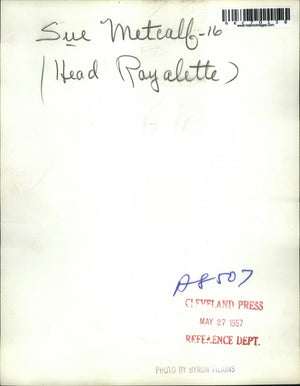 Sue Metcalf-16
(Head Royalette)
A8507
CLEVELAND PRESS
MAY 27 1957
REFERENCE DEPT.
PHOTO BY BYRON FILKINS